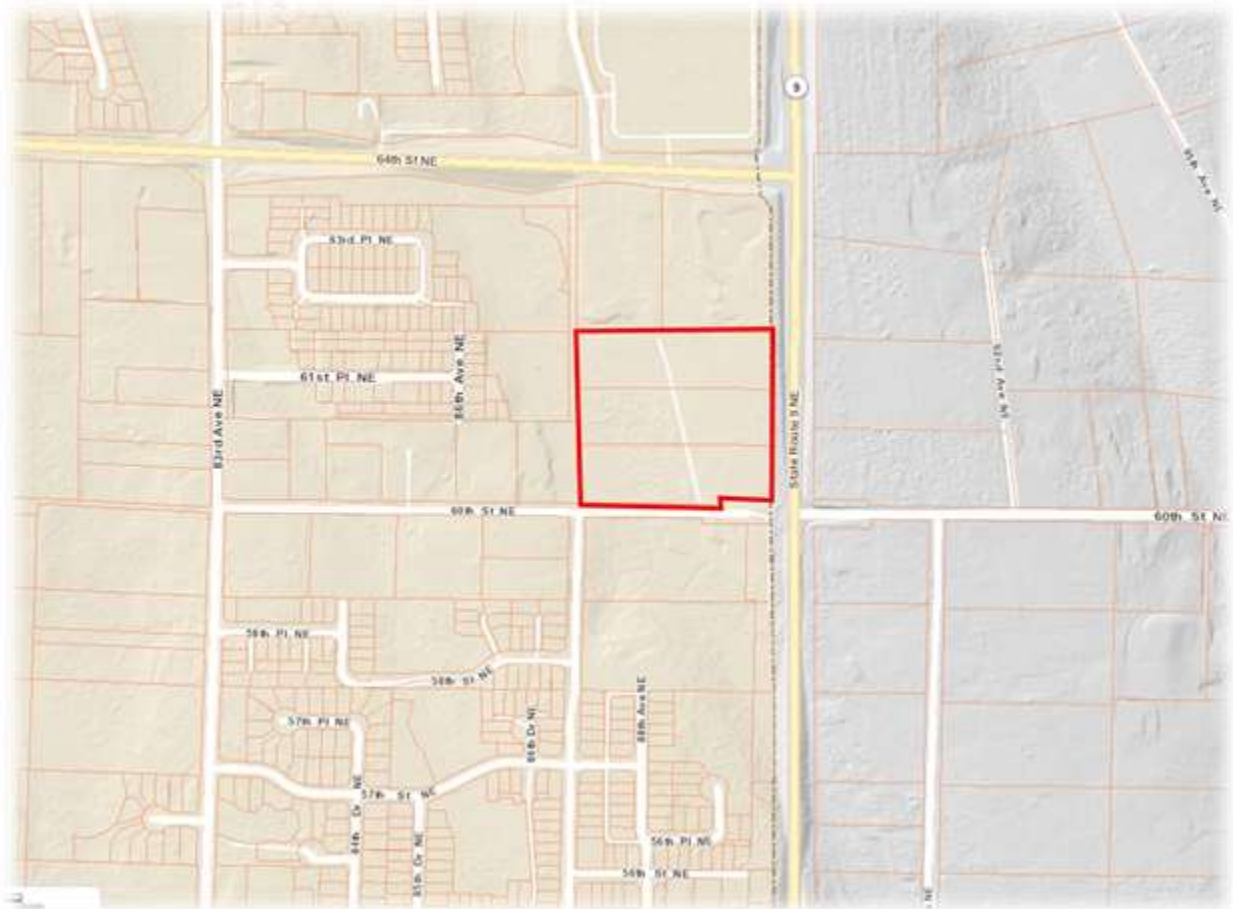 9
64th St NE
95th Ave NE
63rd Pl NE
86th Ave NE
61st Pl NE
83rd Ave NE
State Route 9 NE
60th St NE
60th St NE
58th Pl NE
58th St NE
57th Pl NE
86th Dr NE
88th Ave NE
57th St NE
84th Dr NE
85th Dr NE
56th Pl NE
56th St NE
NE